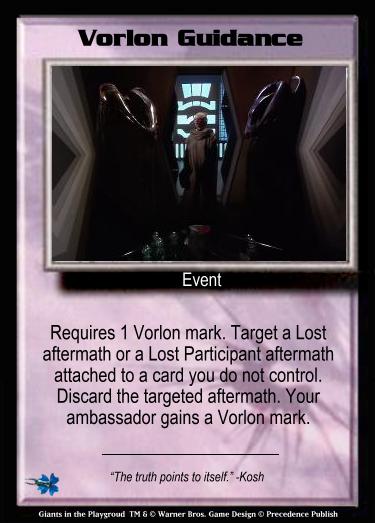 Vorlon Guidance
Event
Requires 1 Vorlon mark. Target a Lost
aftermath or a Lost Participant aftermath
attached to a card you do not control.
Discard the targeted aftermath. Your
ambassador gains a Vorlon mark.
“The truth points to itself.” -Kosh
Giants in the Playgroud TM & © Warner Bros. Game Design © Precedence Publish